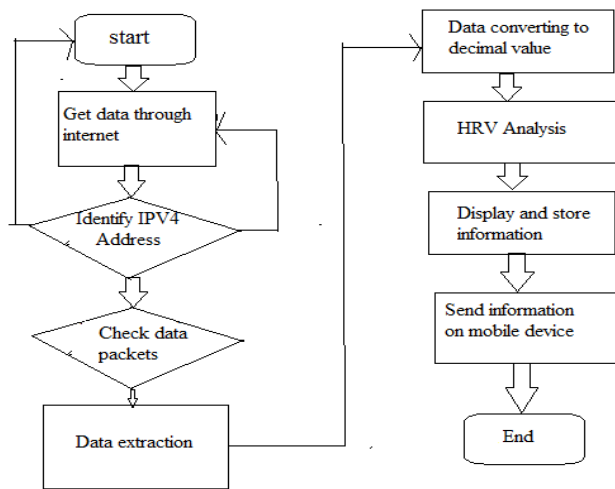 start
Get data through
internet
Identify IPV4
Address
Check data
packets
Data extraction
Data converting to
decimal value
HRV Analysis
Display and store
information
Send information
on mobile device
End